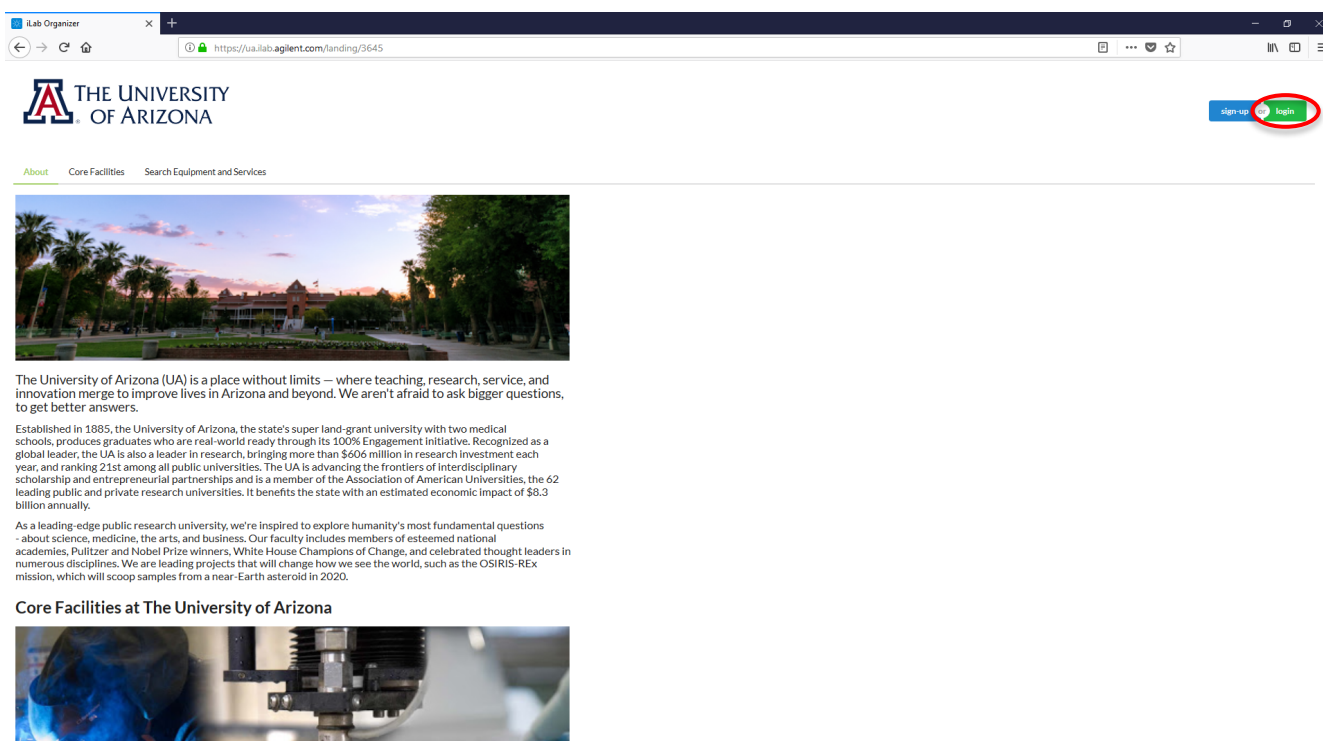 iLab Organizer
https://ua.ilab.agilent.com/landing/3645
THE UNIVERSITY
OF ARIZONA
sign-up or login
About Core Facilities Search Equipment and Services
The University of Arizona (UA) is a place without limits — where teaching, research, service, and
innovation merge to improve lives in Arizona and beyond. We aren't afraid to ask bigger questions,
to get better answers.
Established in 1885, the University of Arizona, the state's super land-grant university with two medical
schools, produces graduates who are real-world ready through its 100% Engagement initiative. Recognized as a
global leader, the UA is also a leader in research, bringing more than $606 million in research investment each
year, and ranking 21st among all public universities. The UA is advancing the frontiers of interdisciplinary
scholarship and entrepreneurial partnerships and is a member of the Association of American Universities, the 62
leading public and private research universities. It benefits the state with an estimated economic impact of $8.3
billion annually.
As a leading-edge public research university, we're inspired to explore humanity's most fundamental questions
- about science, medicine, the arts, and business. Our faculty includes members of esteemed national
academies, Pulitzer and Nobel Prize winners, White House Champions of Change, and celebrated thought leaders in
numerous disciplines. We are leading projects that will change how we see the world, such as the OSIRIS-REx
mission, which will scoop samples from a near-Earth asteroid in 2020.
Core Facilities at The University of Arizona